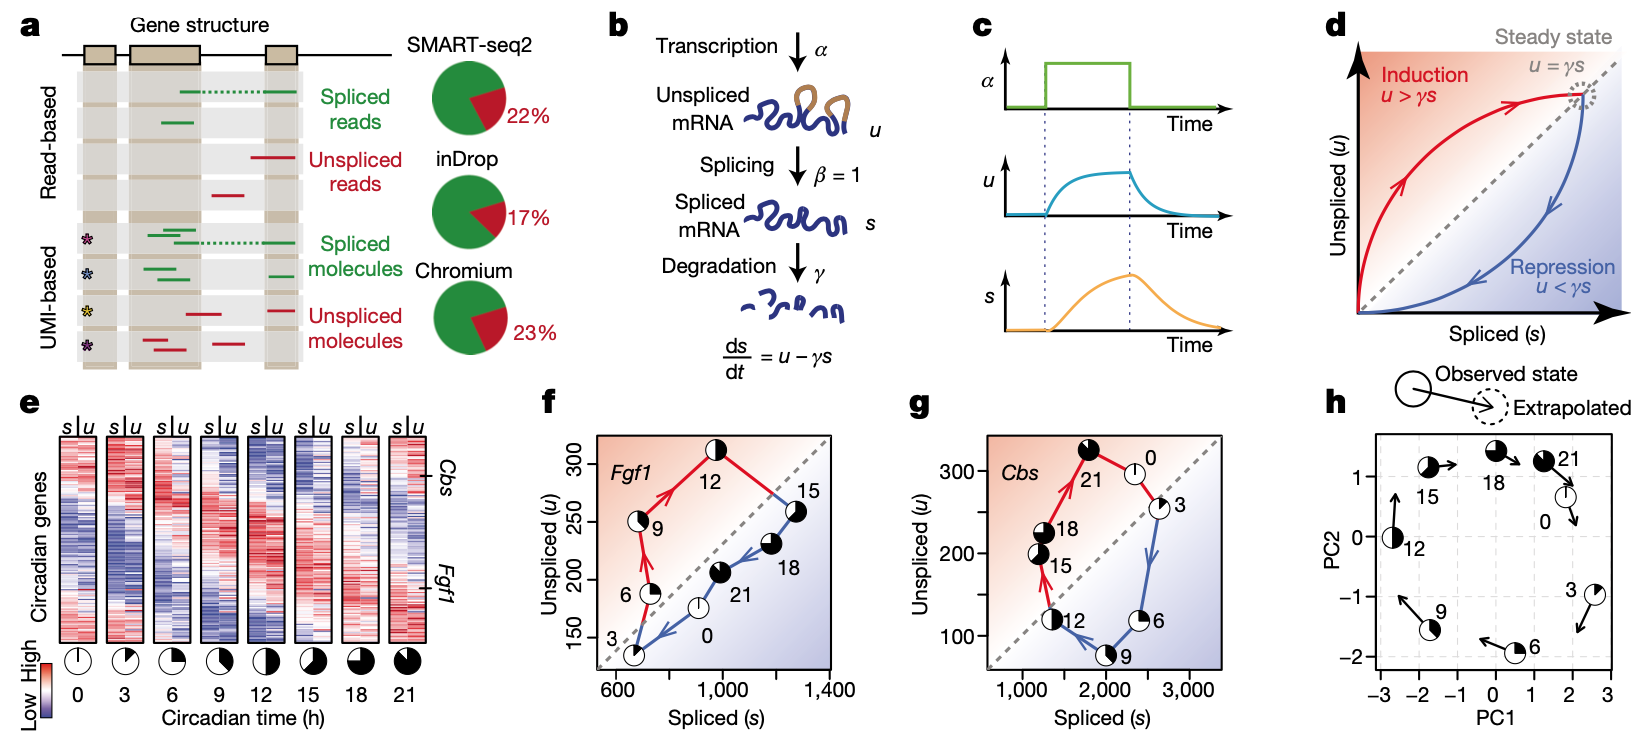 a
Gene structure
Read-based
UMI-based
Spliced
reads
Unspliced
reads
*
Spliced
molecules
*
*
Unspliced
molecules
*
SMART-seq2
22%
inDrop
17%
Chromium
23%
b
Transcription
α
Unspliced
mRNA
u
Splicing
β = 1
Spliced
mRNA
s
Degradation
γ
ds
dt
= u − γs
c
α
Time
u
Time
s
Time
d
Steady state
u = γs
Induction
u > γs
Repression
u < γs
Unspliced (u)
Spliced (s)
e
s u s u s u s u s u s u s u s u
Circadian genes
Cbs
Fgf1
High
Low
0 3 6 9 12 15 18 21
Circadian time (h)
f
Fgf1
Unspliced (u)
300
250
200
150
12
15
9
18
21
6
0
3
600 1,000 1,400
Spliced (s)
g
Cbs
Unspliced (u)
300
200
100
0
21
3
18
15
12
6
9
1,000 2,000 3,000
Spliced (s)
h
Observed state
Extrapolated
PC2
1
0
−1
−2
15
18
21
0
12
3
9
6
−3 −2 −1 0 1 2 3
PC1